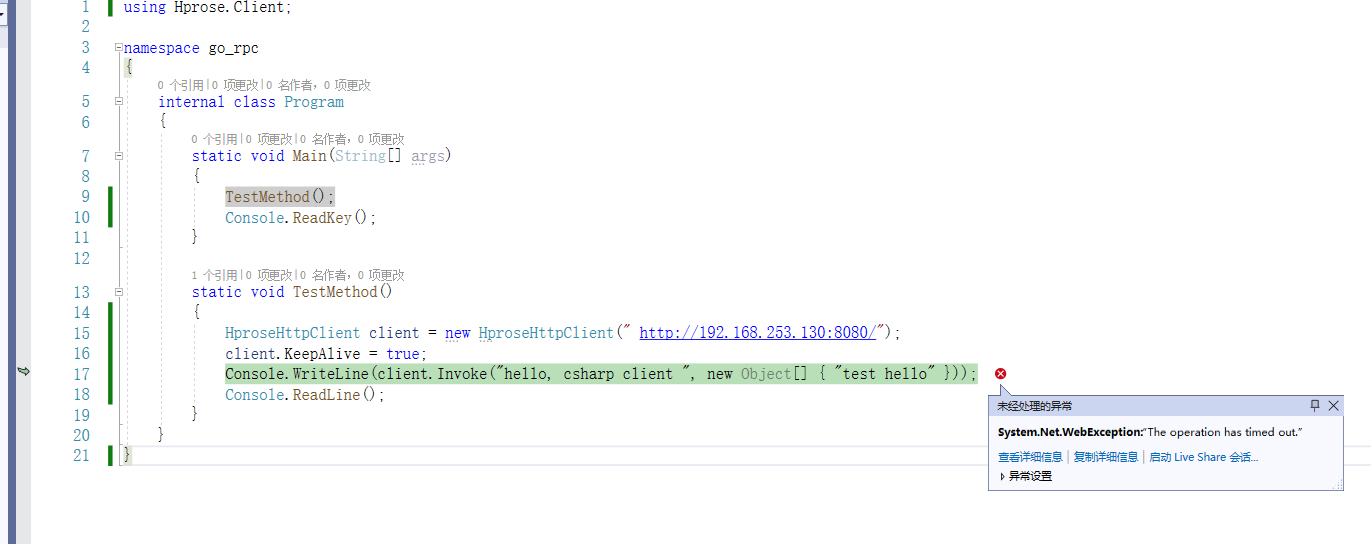 1 using Hprose.Client;
2
3 namespace go_rpc
4 {
0 个引用|0 项更改|0 名作者，0 项更改
5 internal class Program
6 {
0 个引用|0 项更改|0 名作者，0 项更改
7 static void Main(String[] args)
8 {
9 TestMethod();
10 Console.ReadKey();
11 }
12
1 个引用|0 项更改|0 名作者，0 项更改
13 static void TestMethod()
14 {
15 HproseHttpClient client = new HproseHttpClient(" http://192.168.253.130:8080/");
16 client.KeepAlive = true;
17 Console.WriteLine(client.Invoke("hello, csharp client ", new Object[] { "test hello" }));
18 Console.ReadLine();
19 }
20 }
21 }
未经处理的异常
System.Net.WebException:“The operation has timed out.”
查看详细信息 | 复制详细信息 | 启动 Live Share 会话...
异常设置